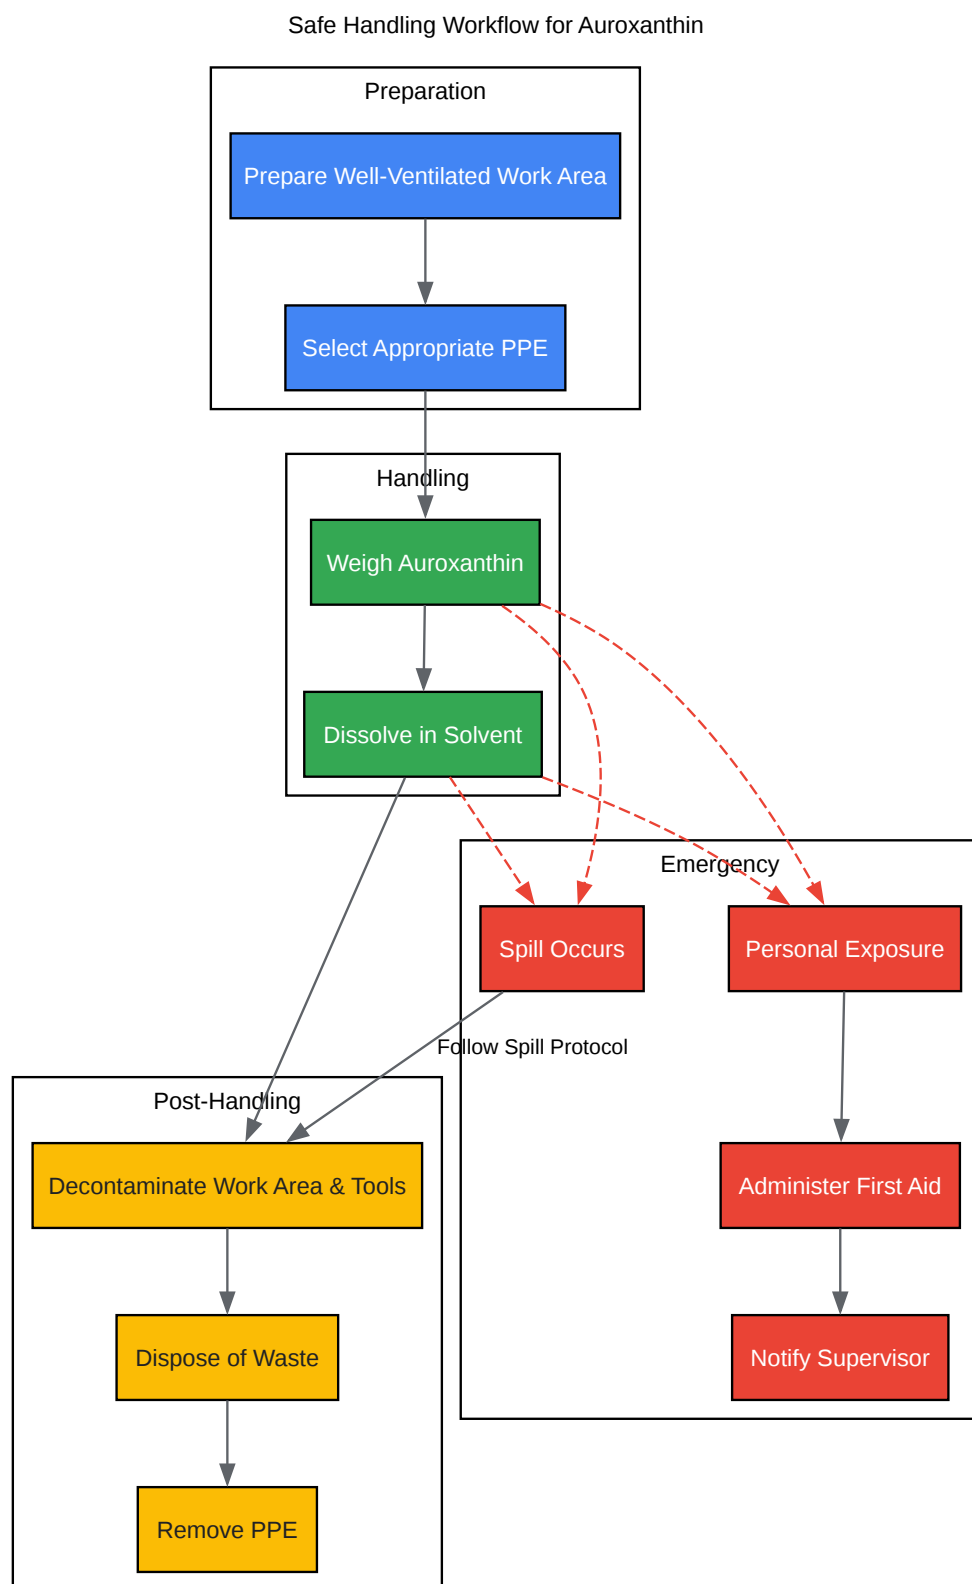 Safe Handling Workflow for Auroxanthin
Preparation
Prepare Well-Ventilated Work Area
Select Appropriate PPE
Handling
Weigh Auroxanthin
Dissolve in Solvent
Emergency
Spill Occurs
Personal Exposure
Follow Spill Protocol
Post-Handling
Decontaminate Work Area & Tools
Administer First Aid
Dispose of Waste
Notify Supervisor
Remove PPE